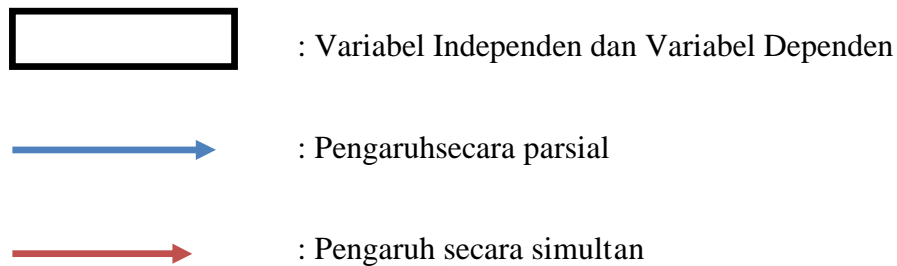 : Variabel Independen dan Variabel Dependen
: Pengaruhsecara parsial
: Pengaruh secara simultan